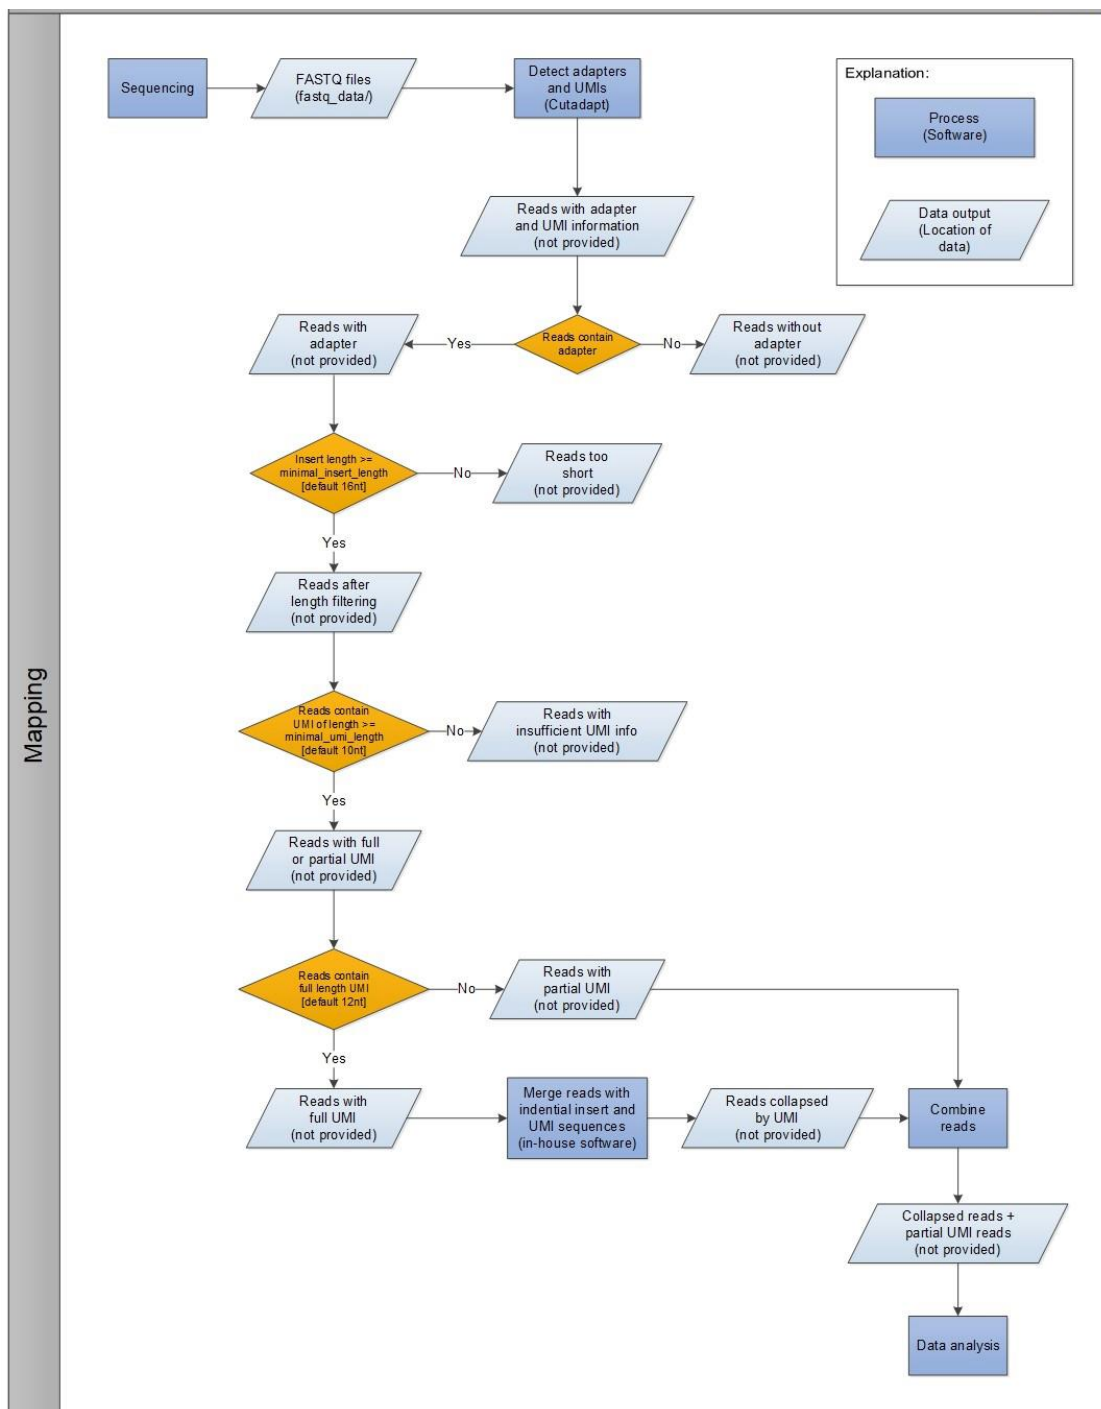 Mapping
Sequencing
FASTQ files
(fastq_data/)
Detect adapters
and UMIs
(Cutadapt)
Explanation:
Process
(Software)
Data output
(Location of
data)
Reads with adapter
and UMI information
(not provided)
Reads with
adapter
(not provided)
Yes
Reads contain
adapter
No
Reads without
adapter
(not provided)
Insert length >=
minimal_insert_length
[default 16nt]
No
Reads too
short
(not provided)
Yes
Reads after
length filtering
(not provided)
Reads contain
UMI of length >=
minimal_umi_length
[default 10nt]
No
Reads with
insufficient UMI info
(not provided)
Yes
Reads with full
or partial UMI
(not provided)
Reads contain
full length UMI
[default 12nt]
No
Reads with
partial UMI
(not provided)
Yes
Reads with
full UMI
(not provided)
Merge reads with
indential insert and
UMI sequences
(in-house software)
Reads collapsed
by UMI
(not provided)
Combine
reads
Collapsed reads +
partial UMI reads
(not provided)
Data analysis